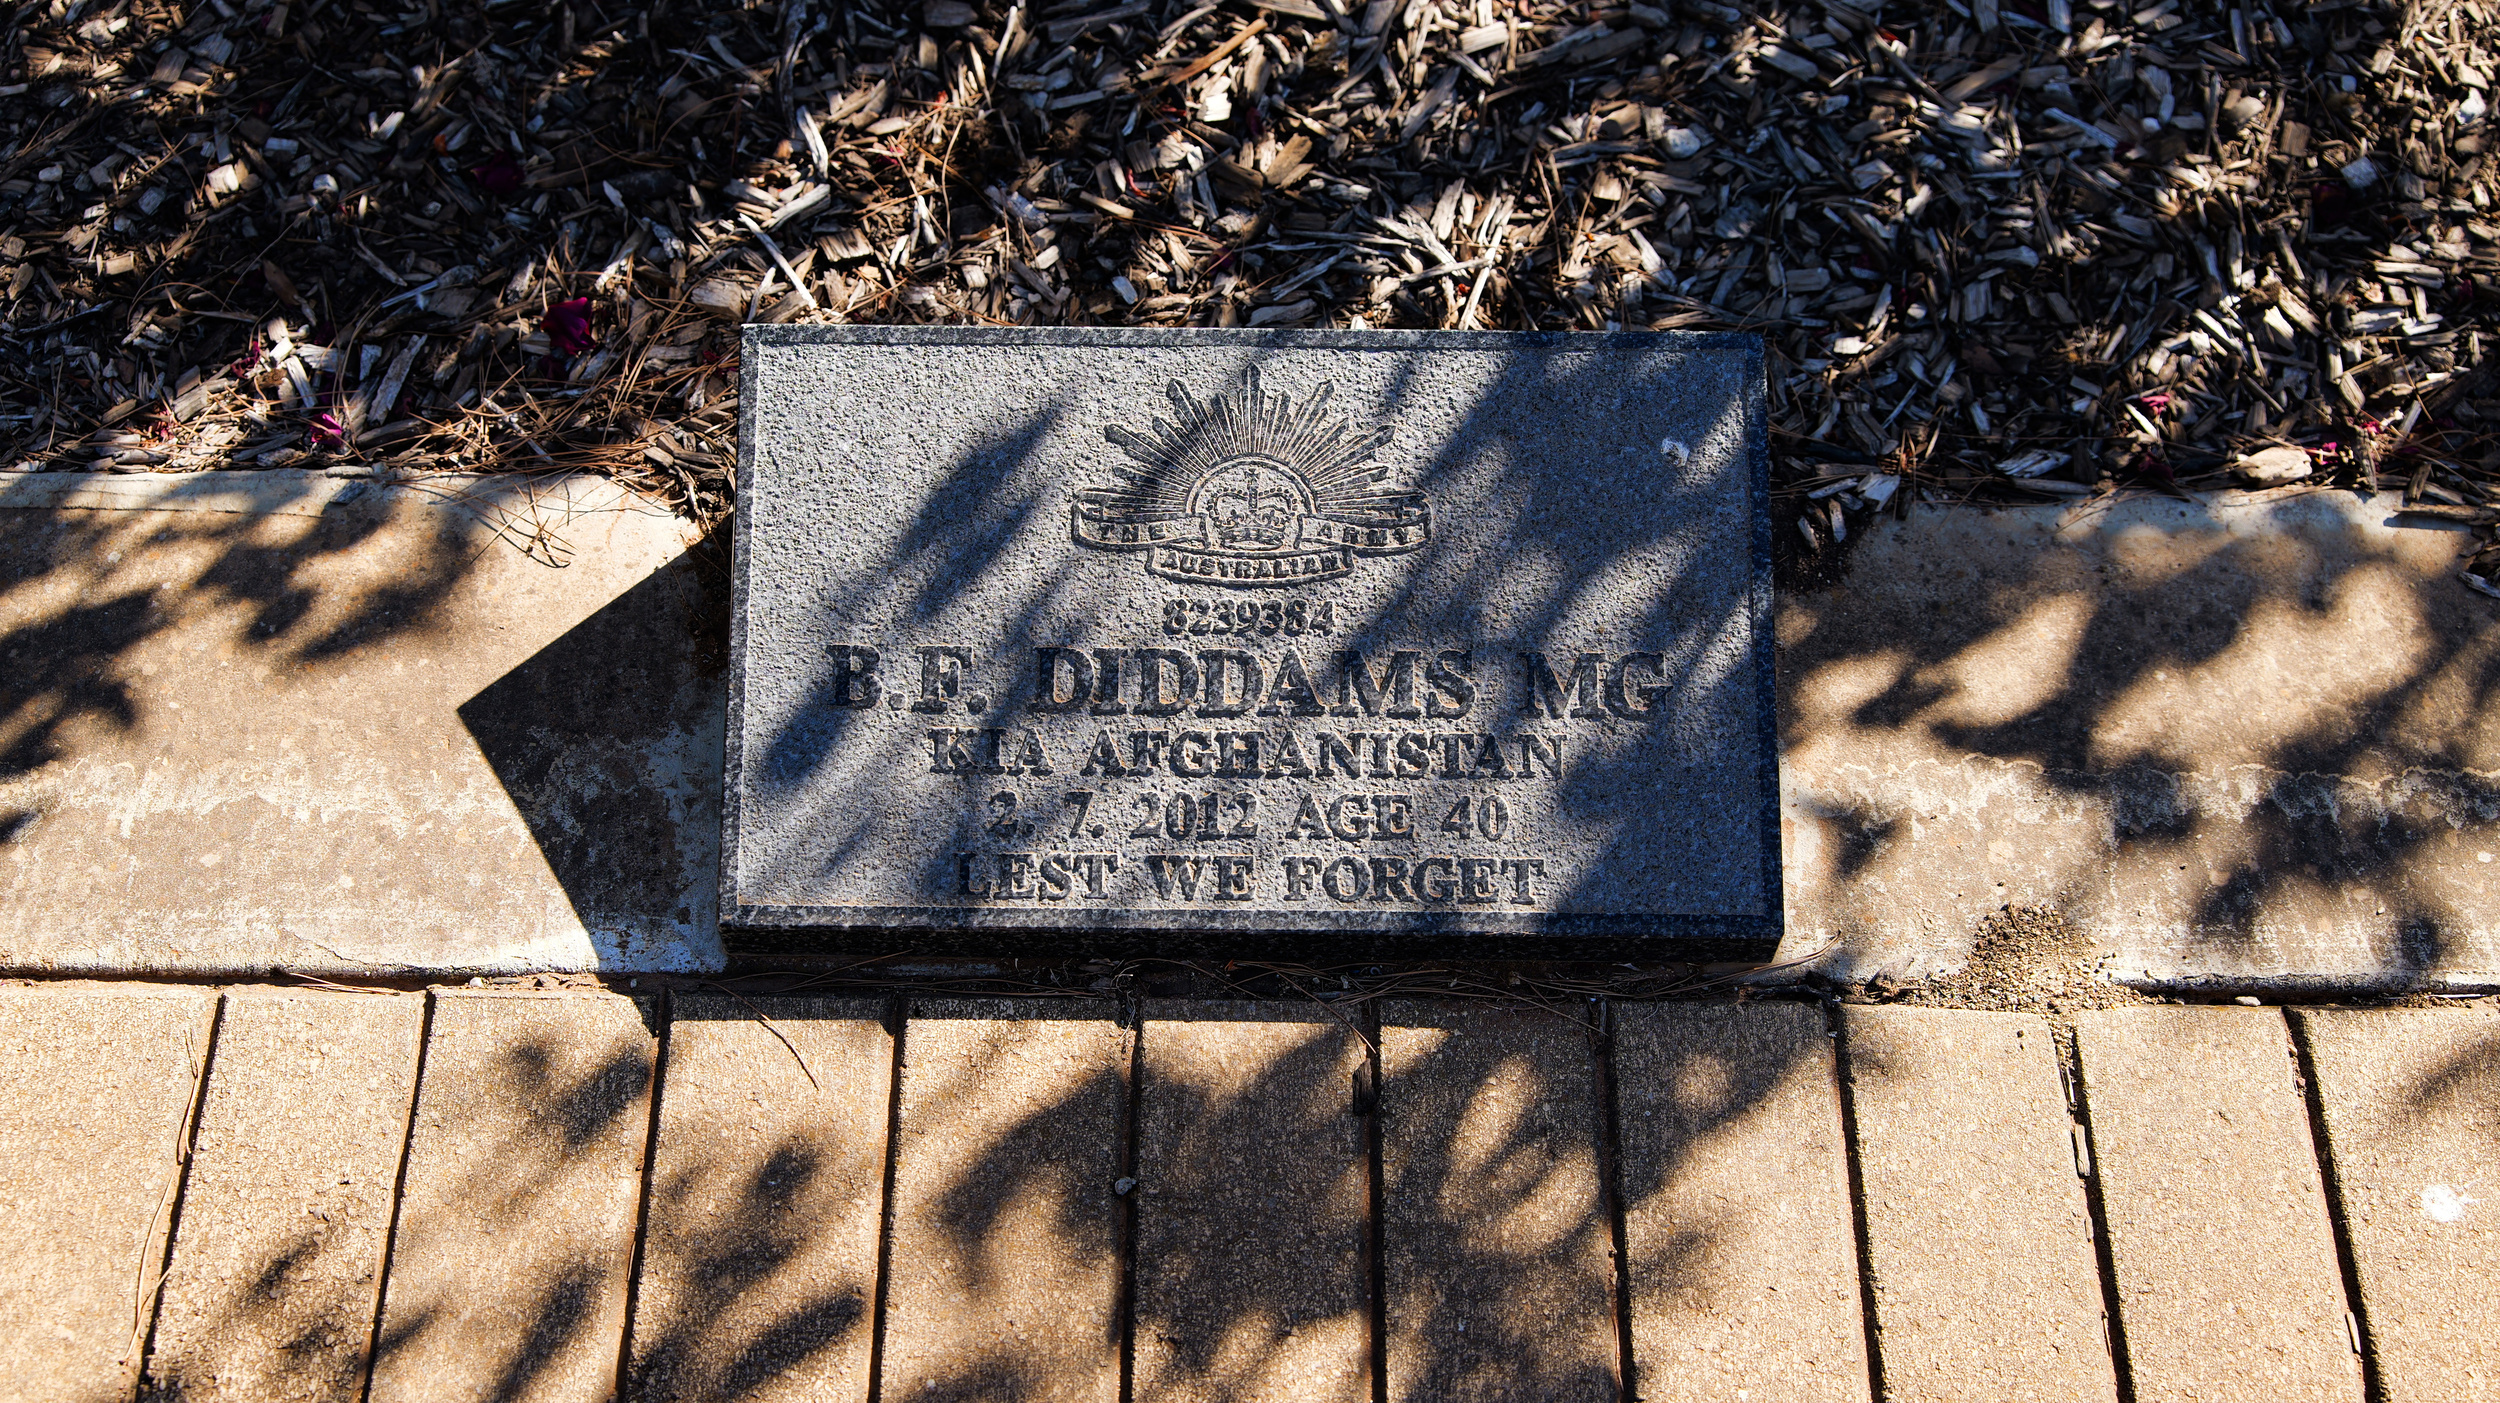 THE ARMY
AUSTRALIAN
8239384
B.F. DIDDAMS MG
KIA AFGHANISTAN
2. 7. 2012 AGE 40
LEST WE FORGET